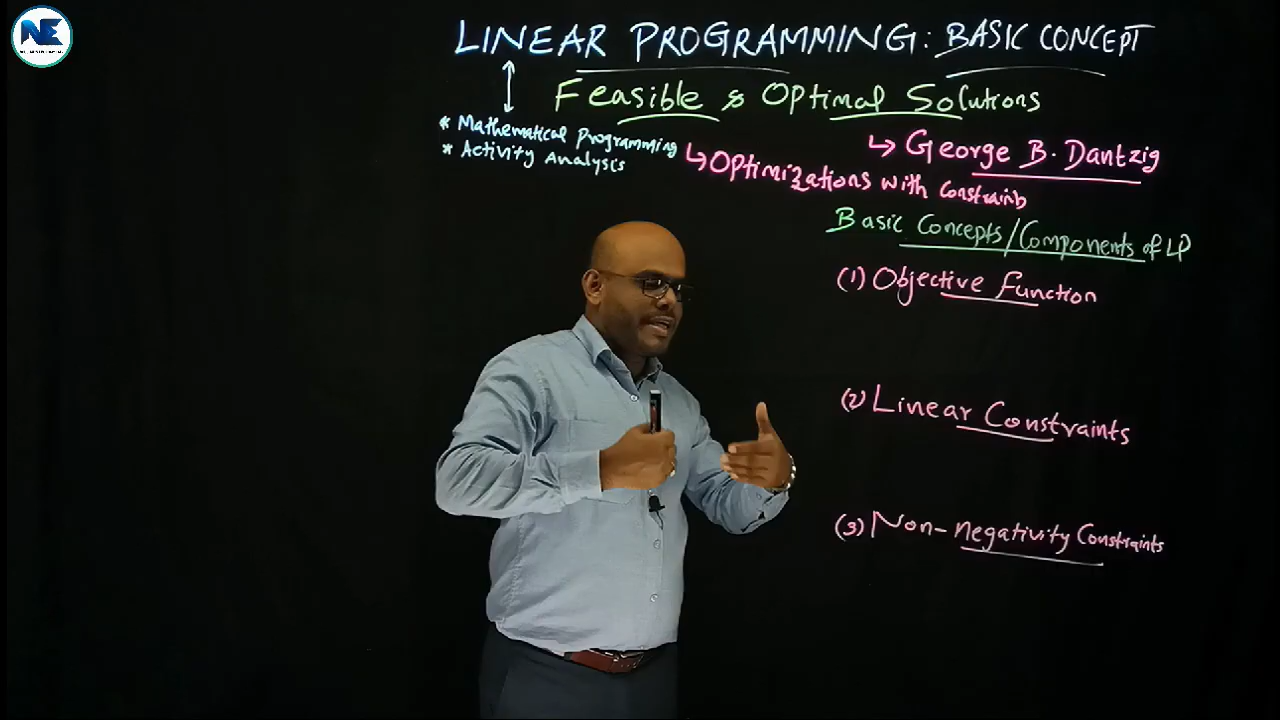 NE
LINEAR PROGRAMMING: BASIC CONCEPT
Feasible & Optimal Solutions
* Mathematical Programming
* Activity Analysis
↳ George B. Dantzig
↳ Optimizations with Constraints
Basic Concepts/Components of LP
(1) Objective Function
(2) Linear Constraints
(3) Non-negativity Constraints